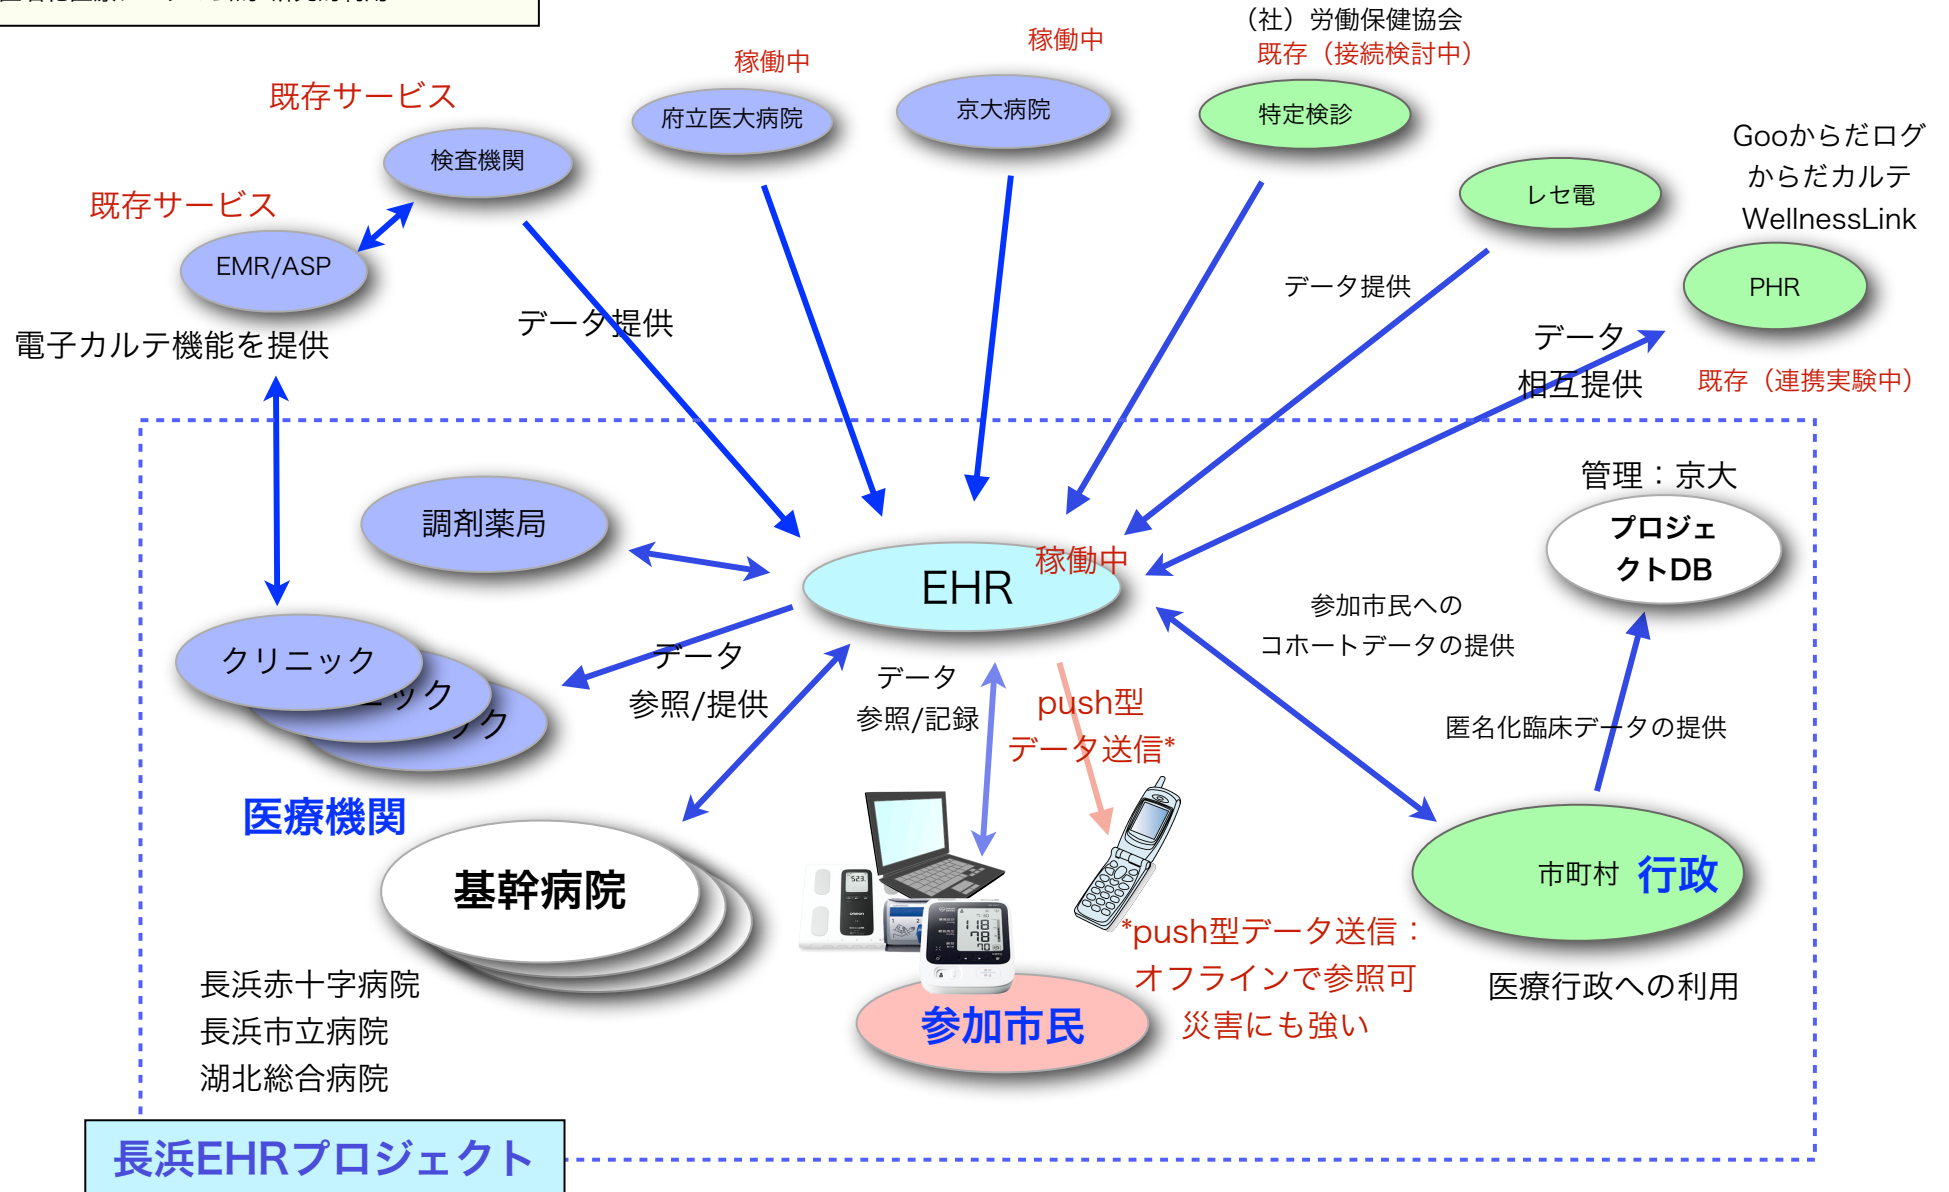 （社）労働保健協会
既存（接続検討中）
稼働中
稼働中
既存サービス
府立医大病院
京大病院
特定検診
検査機関
既存サービス
EMR/ASP
電子カルテ機能を提供
レセ電
Gooからだログ
からだカルテ
WellnessLink
PHR
既存（連携実験中）
データ提供
データ提供
データ
相互提供
管理：京大
プロジェ
クトDB
調剤薬局
EHR
稼働中
参加市民への
コホートデータの提供
クリニック
ニック
ック
データ
参照/提供
データ
参照/記録
push型
データ送信*
匿名化臨床データの提供
医療機関
基幹病院
市町村
行政
医療行政への利用
*push型データ送信：
オフラインで参照可
災害にも強い
参加市民
長浜赤十字病院
長浜市立病院
湖北総合病院
長浜EHRプロジェクト